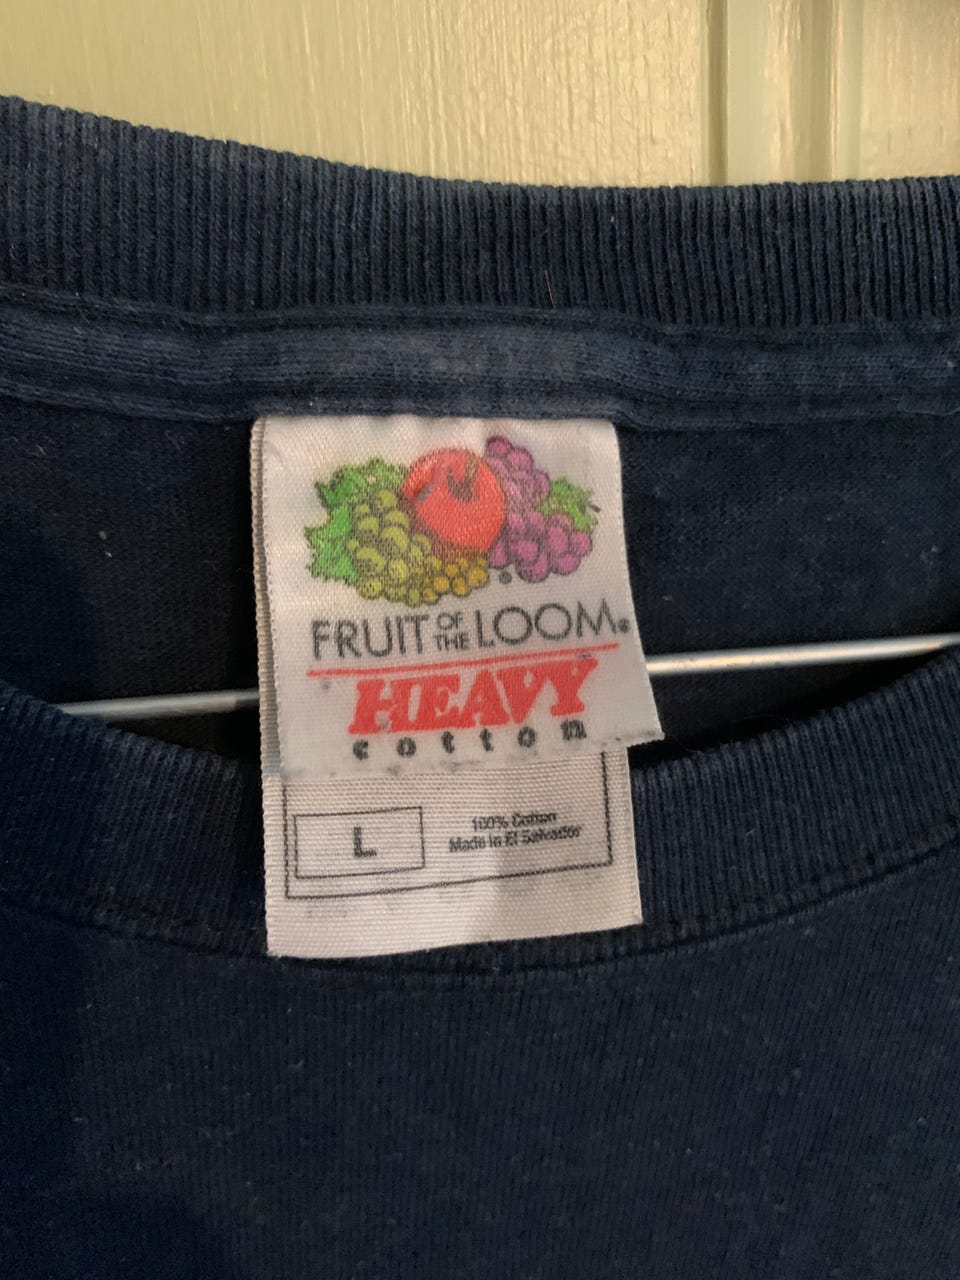 FRUIT OF THE LOOM®
HEAVY
cotton
L
100% Cotton
Made in El Salvador